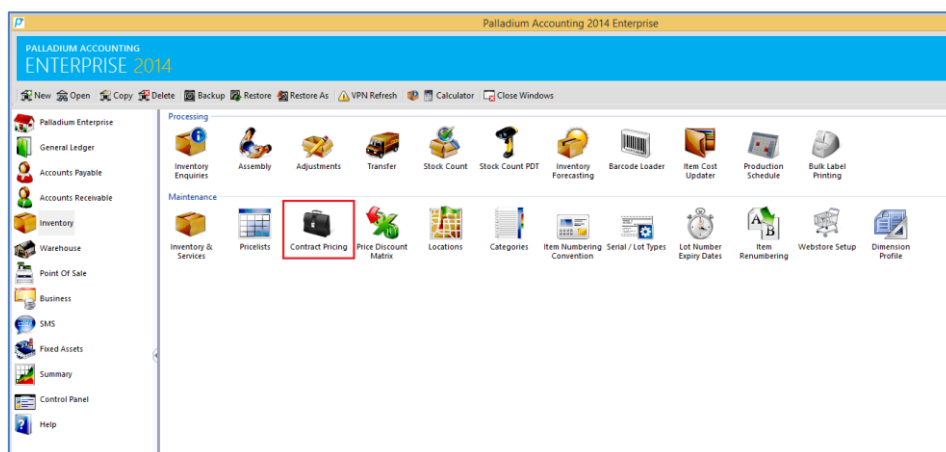 Palladium Accounting 2014 Enterprise
PALLADIUM ACCOUNTING
ENTERPRISE 2014
New Open Copy Delete Backup Restore Restore As VPN Refresh Calculator Close Windows
Palladium Enterprise
General Ledger
Accounts Payable
Accounts Receivable
Inventory
Warehouse
Point Of Sale
Business
SMS
Fixed Assets
Summary
Control Panel
Help
Processing
Inventory Enquiries
Assembly
Adjustments
Transfer
Stock Count
Stock Count PDT
Inventory Forecasting
Barcode Loader
Item Cost Updater
Production Schedule
Bulk Label Printing
Maintenance
Inventory & Services
Pricelists
Contract Pricing
Price Discount Matrix
Locations
Categories
Item Numbering Convention
Serial / Lot Types
Lot Number Expiry Dates
Item Renumbering
Webstore Setup
Dimension Profile